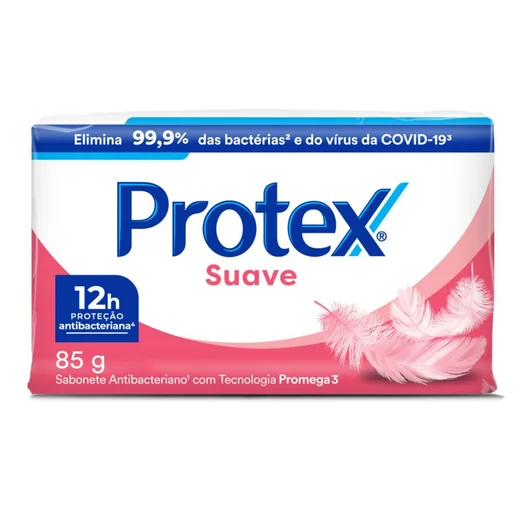 Elimina 99,9% das bactérias² e do vírus da COVID-19³
Protex®
Suave
12h
PROTEÇÃO
antibacteriana⁴
85 g
Sabonete Antibacteriano¹ com Tecnologia Promega3